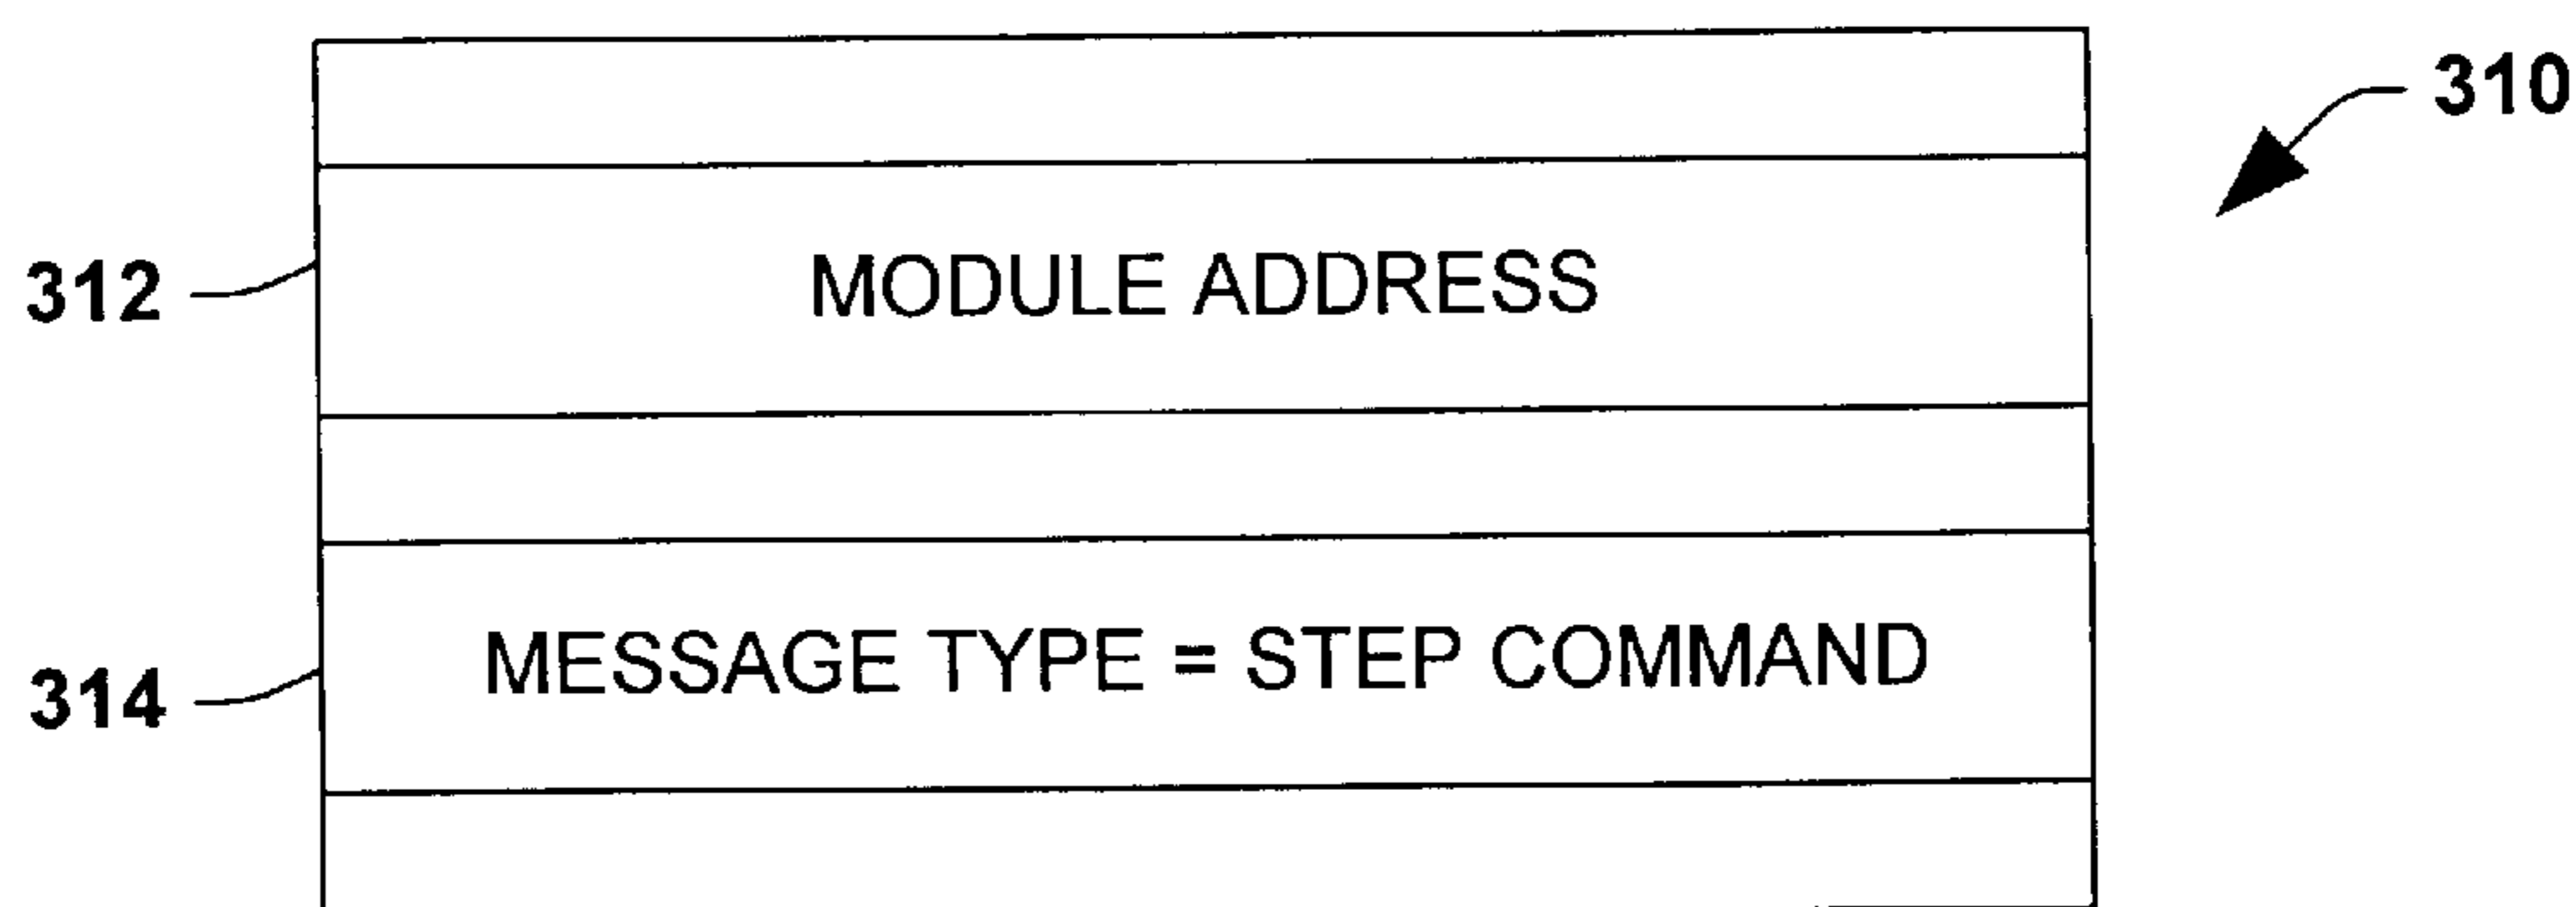 310
312
MODULE ADDRESS
314
MESSAGE TYPE = STEP COMMAND